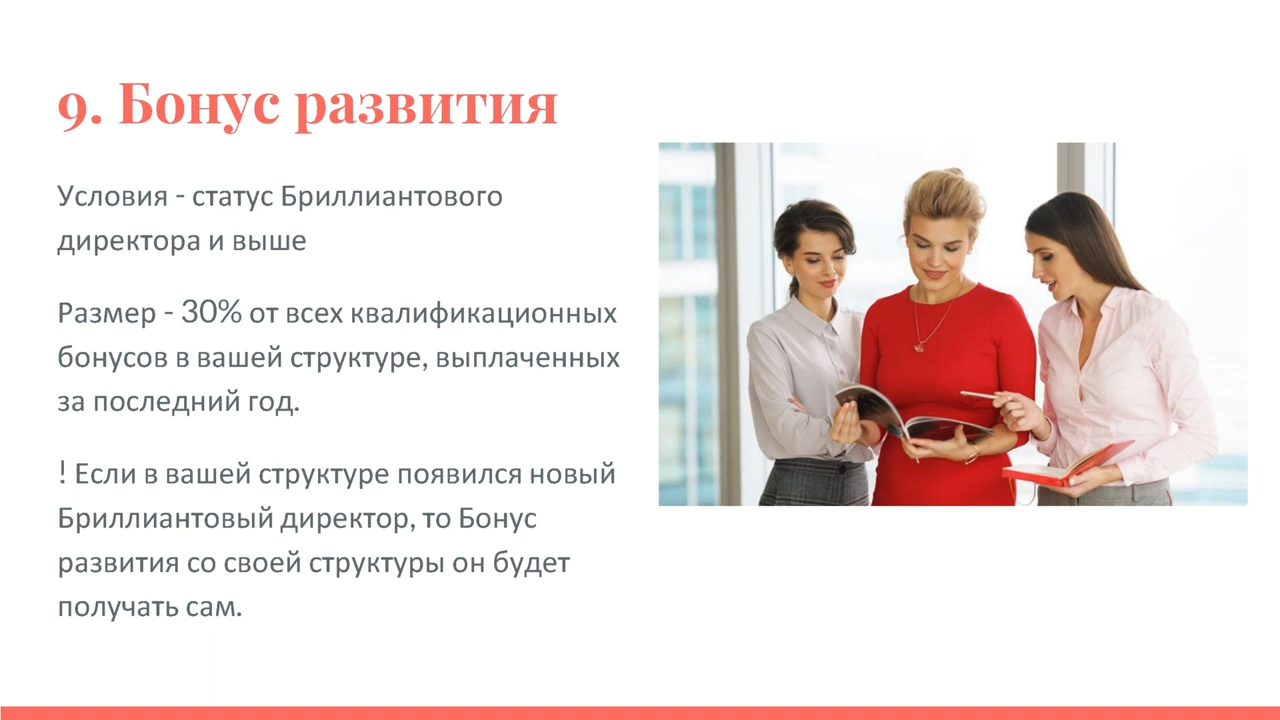 9. Бонус развития
Условия - статус Бриллиантового
директора и выше
Размер - 30% от всех квалификационных
бонусов в вашей структуре, выплаченных
за последний год.
! Если в вашей структуре появился новый
Бриллиантовый директор, то Бонус
развития со своей структуры он будет
получать сам.